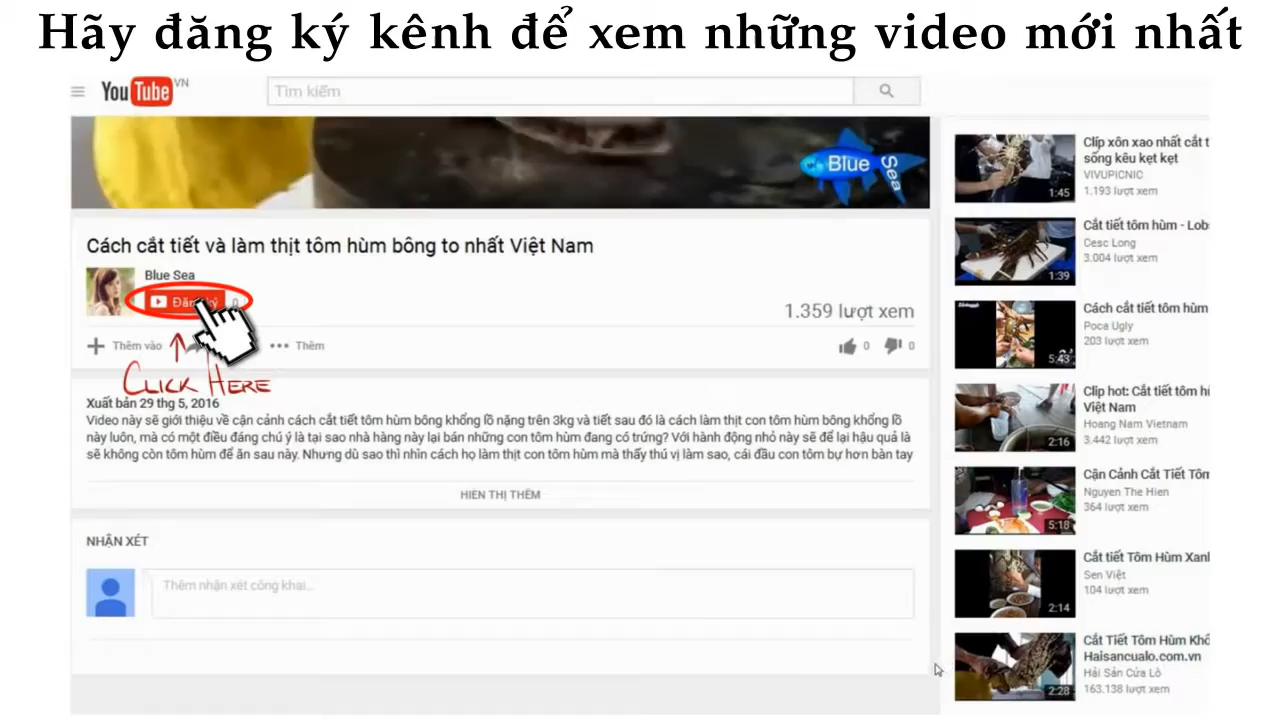 Hãy đăng ký kênh để xem những video mới nhất
YouTube VN
Tìm kiếm
Blue Sea
Cách cắt tiết và làm thịt tôm hùm bông to nhất Việt Nam
Blue Sea
0
1.359 lượt xem
Thêm vào
Thêm
0
0
CLICK HERE
Xuất bản 29 thg 5, 2016
Video này sẽ giới thiệu về cận cảnh cách cắt tiết tôm hùm bông khổng lồ nặng trên 3kg và tiết sau đó là cách làm thịt con tôm hùm bông khổng lồ
này luôn, mà có một điều đáng chú ý là tại sao nhà hàng này lại bán những con tôm hùm đang có trứng? Với hành động nhỏ này sẽ để lại hậu quả là
sẽ không còn tôm hùm để ăn sau này. Nhưng dù sao thì nhìn cách họ làm thịt con tôm hùm mà thấy thú vị làm sao, cái đầu con tôm bự hơn bàn tay
HIỂN THỊ THÊM
NHẬN XÉT
Thêm nhận xét công khai...
Clíp xôn xao nhất cắt t
sống kêu kẹt kẹt
VIVUPICNIC
1.193 lượt xem
1:45
Cắt tiết tôm hùm - Lob
Cesc Long
3.004 lượt xem
1:39
Cách cắt tiết tôm hùm
Poca Ugly
203 lượt xem
5:43
Clip hot: Cắt tiết tôm hù
Việt Nam
Hoang Nam Vietnam
3.442 lượt xem
2:16
Cận Cảnh Cắt Tiết Tôm
Nguyen The Hien
364 lượt xem
5:18
Cắt tiết Tôm Hùm Xanh
Sen Việt
104 lượt xem
2:14
Cắt Tiết Tôm Hùm Khổ
Haisancualo.com.vn
Hải Sản Cửa Lò
163.138 lượt xem
2:28